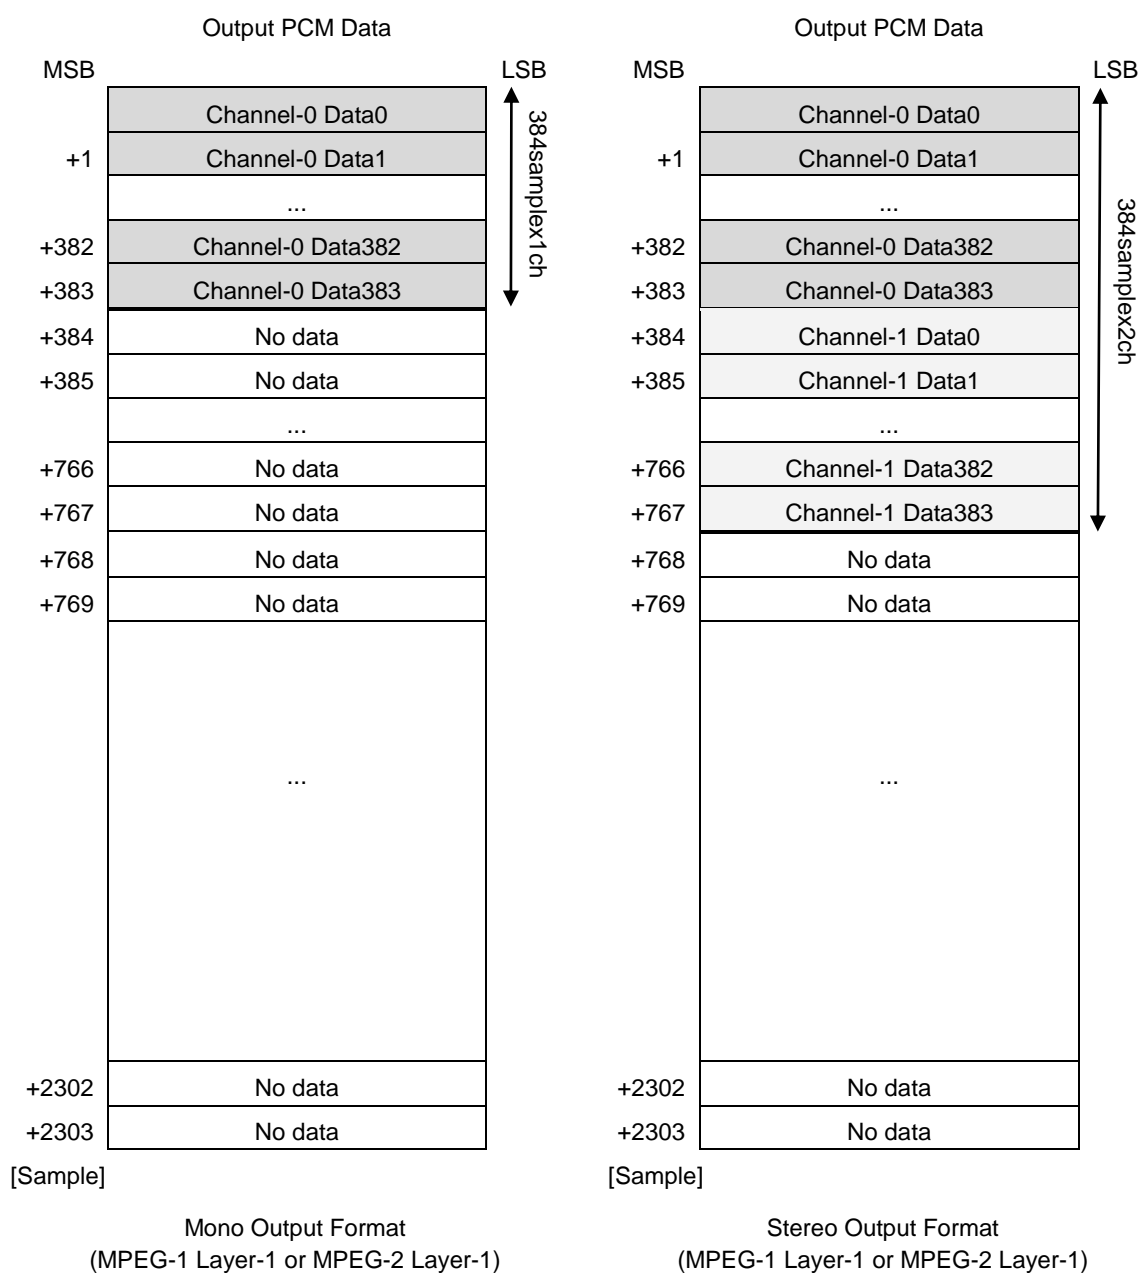 Output PCM Data
MSB
LSB
Channel-0 Data0
+1
Channel-0 Data1
...
+382
Channel-0 Data382
+383
Channel-0 Data383
384samplex1ch
+384
No data
+385
No data
...
+766
No data
+767
No data
+768
No data
+769
No data
...
+2302
No data
+2303
No data
[Sample]
Mono Output Format
(MPEG-1 Layer-1 or MPEG-2 Layer-1)
Output PCM Data
MSB
LSB
Channel-0 Data0
+1
Channel-0 Data1
...
+382
Channel-0 Data382
+383
Channel-0 Data383
384samplex2ch
+384
Channel-1 Data0
+385
Channel-1 Data1
...
+766
Channel-1 Data382
+767
Channel-1 Data383
+768
No data
+769
No data
...
+2302
No data
+2303
No data
[Sample]
Stereo Output Format
(MPEG-1 Layer-1 or MPEG-2 Layer-1)